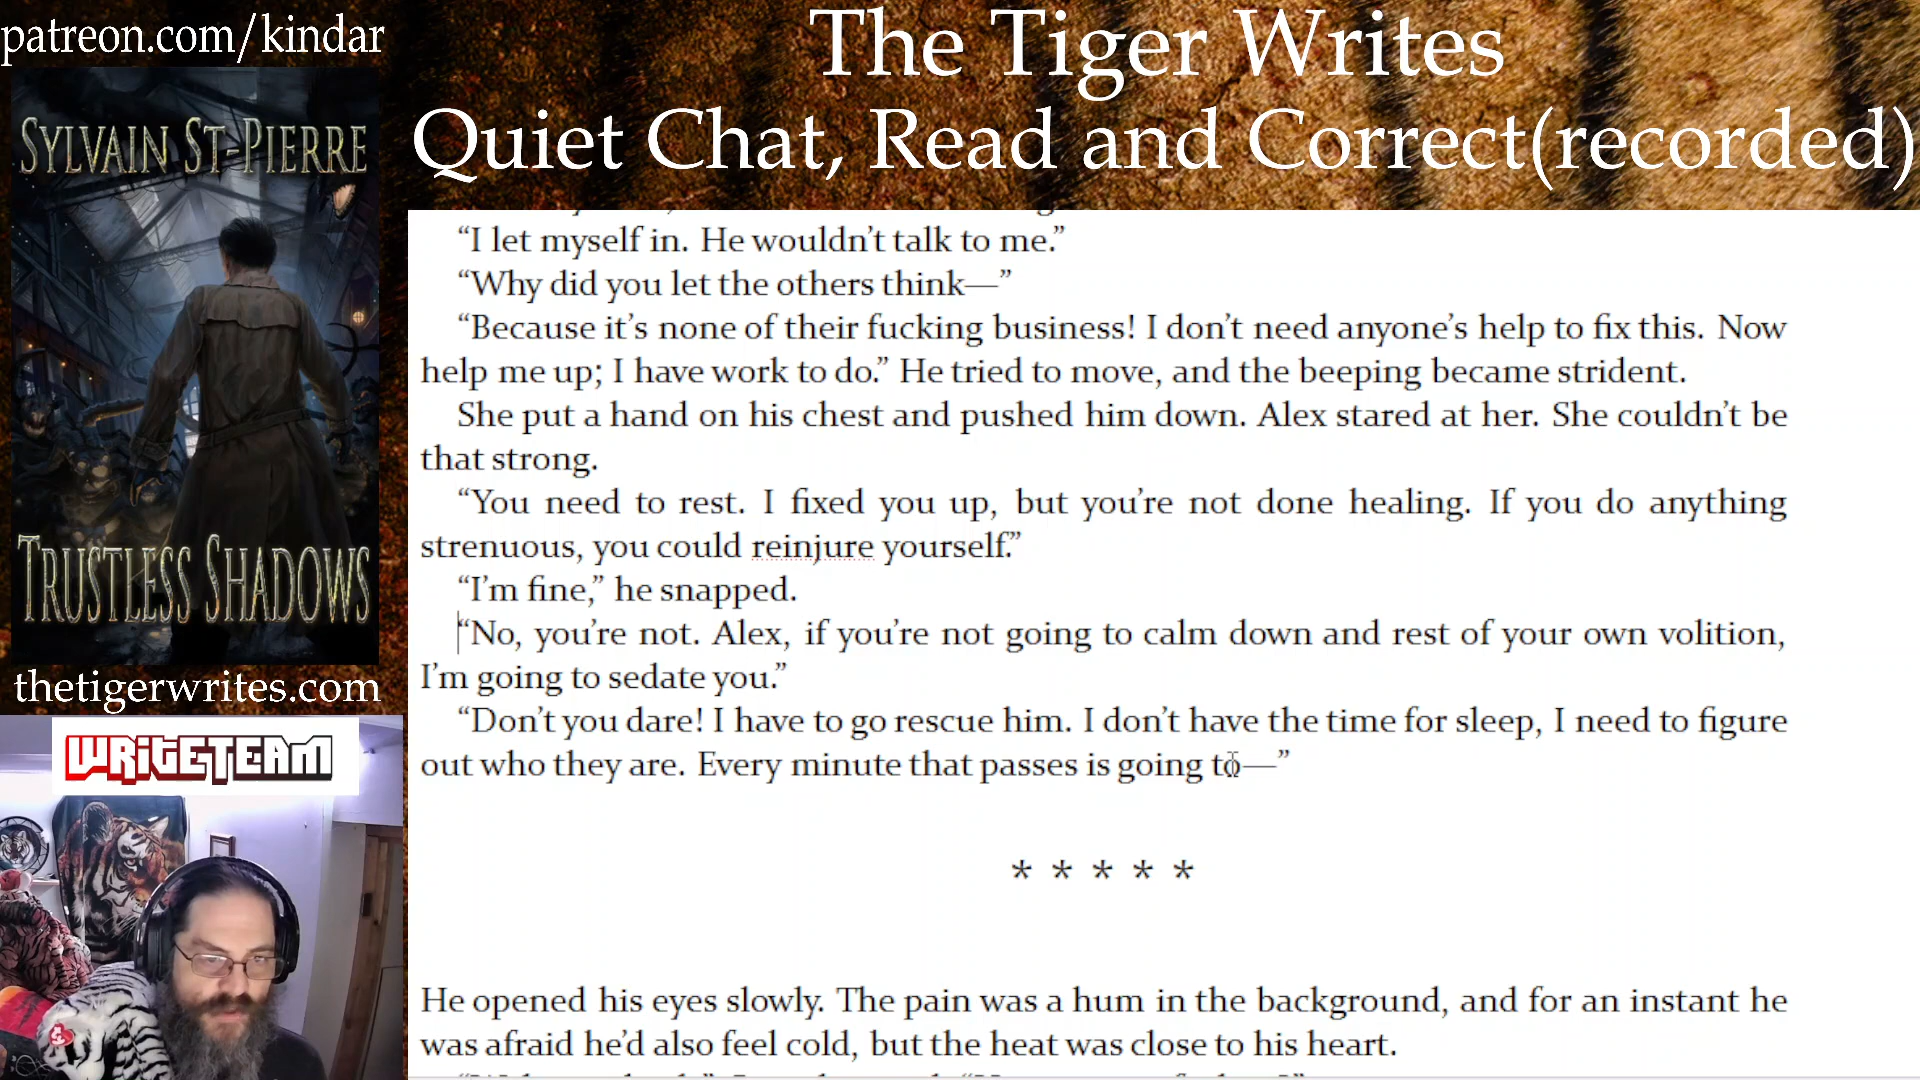 patreon.com/kindar
The Tiger Writes
Quiet Chat, Read and Correct(recorded)
SYLVAIN ST-PIERRE
TRUSTLESS SHADOWS
thetigerwrites.com
WRITETEAM
“I let myself in. He wouldn’t talk to me.”
“Why did you let the others think—”
“Because it’s none of their fucking business! I don’t need anyone’s help to fix this. Now
help me up; I have work to do.” He tried to move, and the beeping became strident.
She put a hand on his chest and pushed him down. Alex stared at her. She couldn’t be
that strong.
“You need to rest. I fixed you up, but you’re not done healing. If you do anything
strenuous, you could reinjure yourself.”
“I’m fine,” he snapped.
“No, you’re not. Alex, if you’re not going to calm down and rest of your own volition,
I’m going to sedate you.”
“Don’t you dare! I have to go rescue him. I don’t have the time for sleep, I need to figure
out who they are. Every minute that passes is going to—”
* * * * *
He opened his eyes slowly. The pain was a hum in the background, and for an instant he
was afraid he’d also feel cold, but the heat was close to his heart.